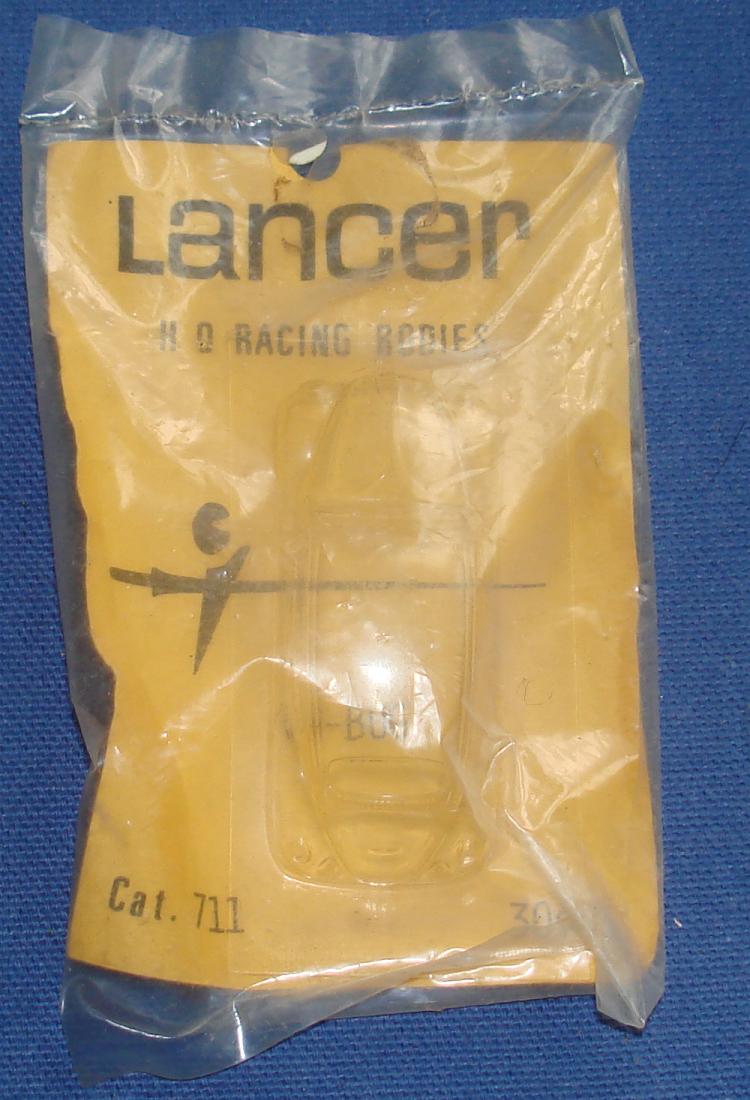 Lancer
H O RACING BODIES
Cat. 711